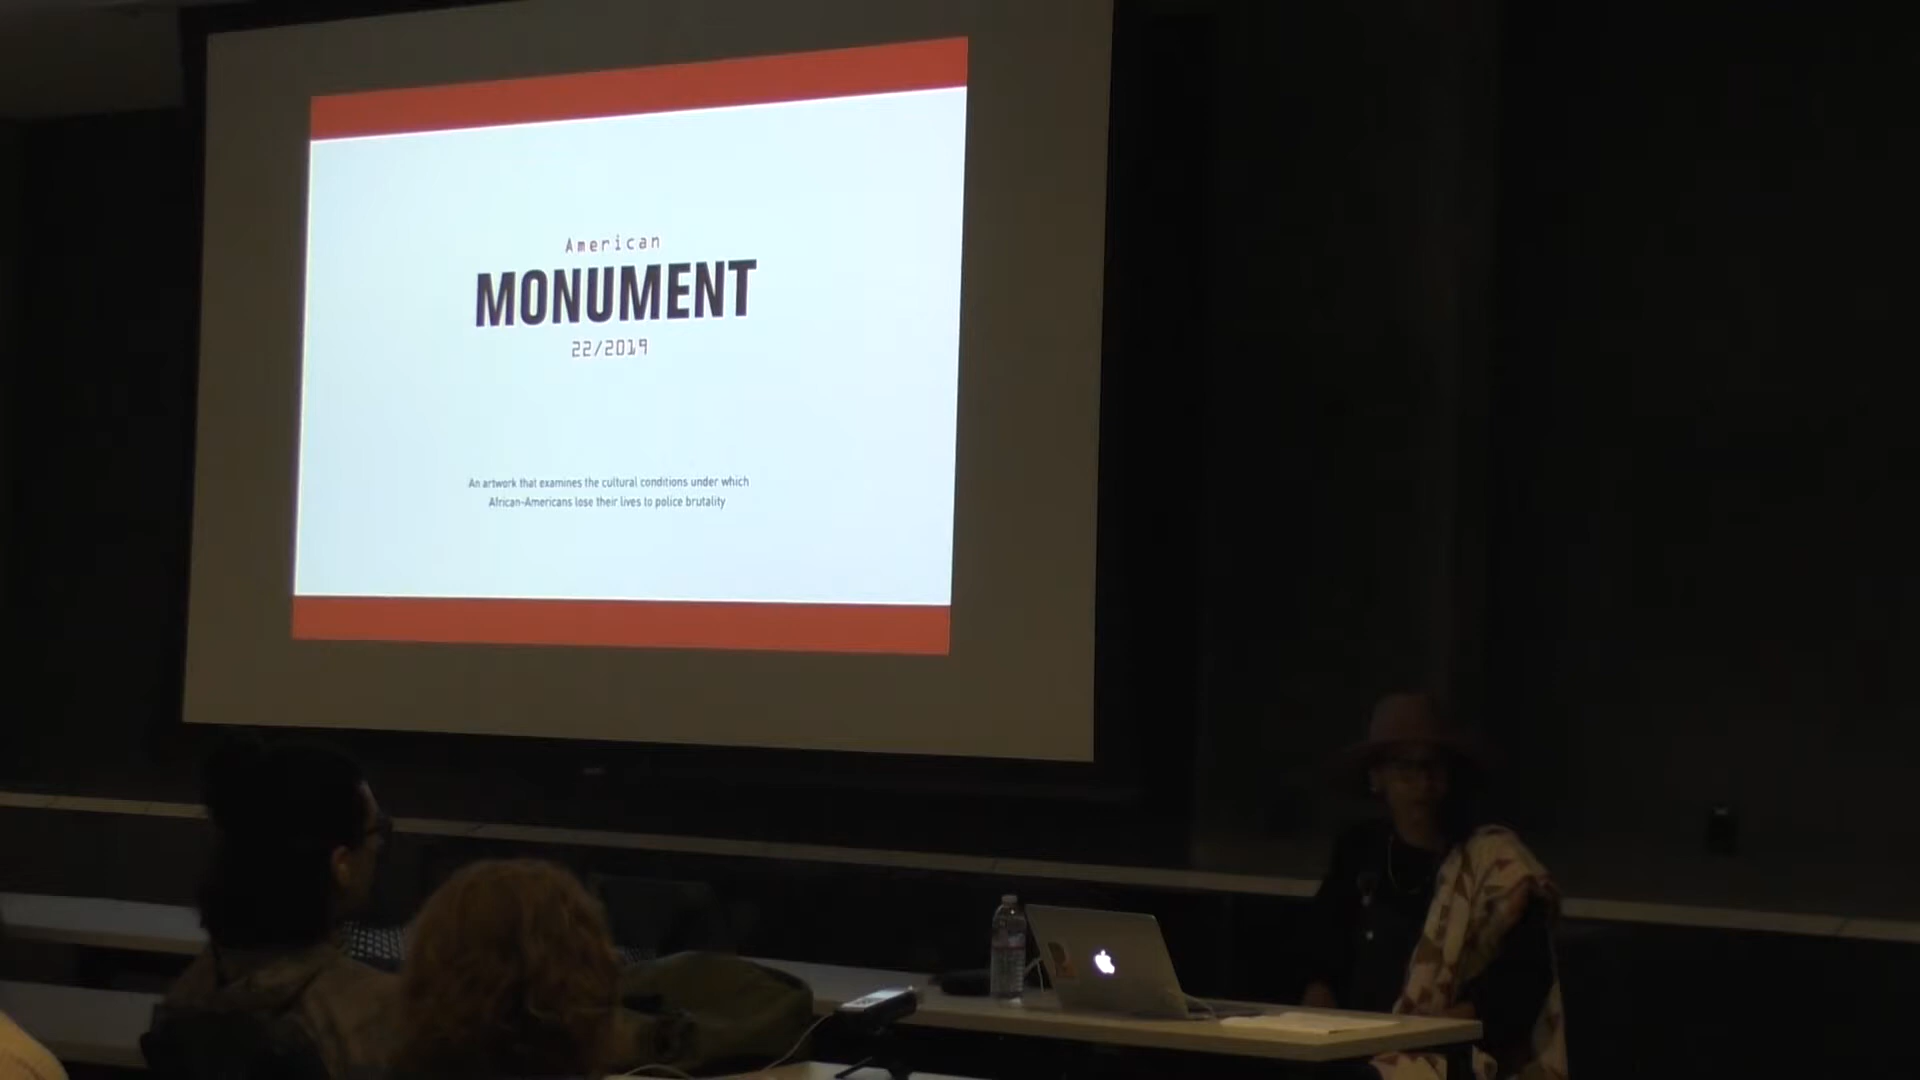 American
MONUMENT
22/2019
An artwork that examines the cultural conditions under which
African-Americans lose their lives to police brutality